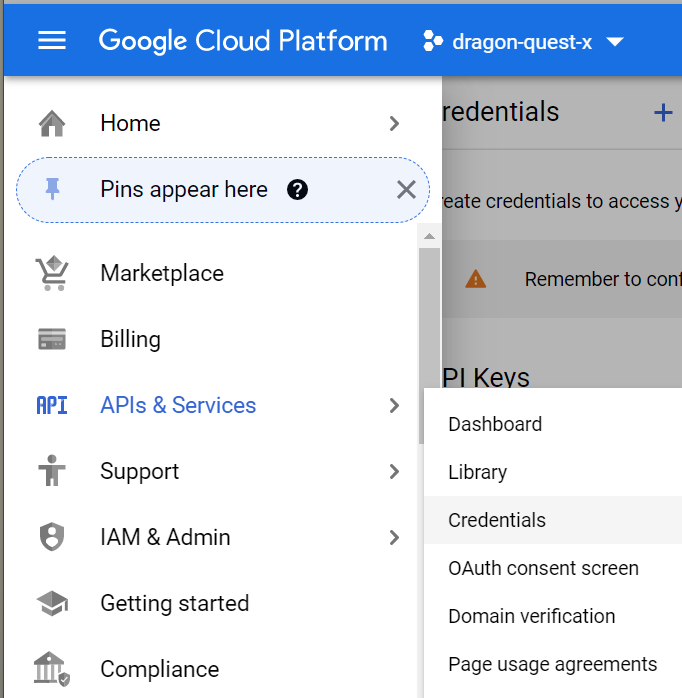 Google Cloud Platform dragon-quest-x
Home
redentials
Pins appear here
reate credentials to access y
Marketplace
Remember to conf
Billing
PI Keys
API APIs & Services
Dashboard
Support
Library
IAM & Admin
Credentials
Getting started
OAuth consent screen
Compliance
Domain verification
Page usage agreements